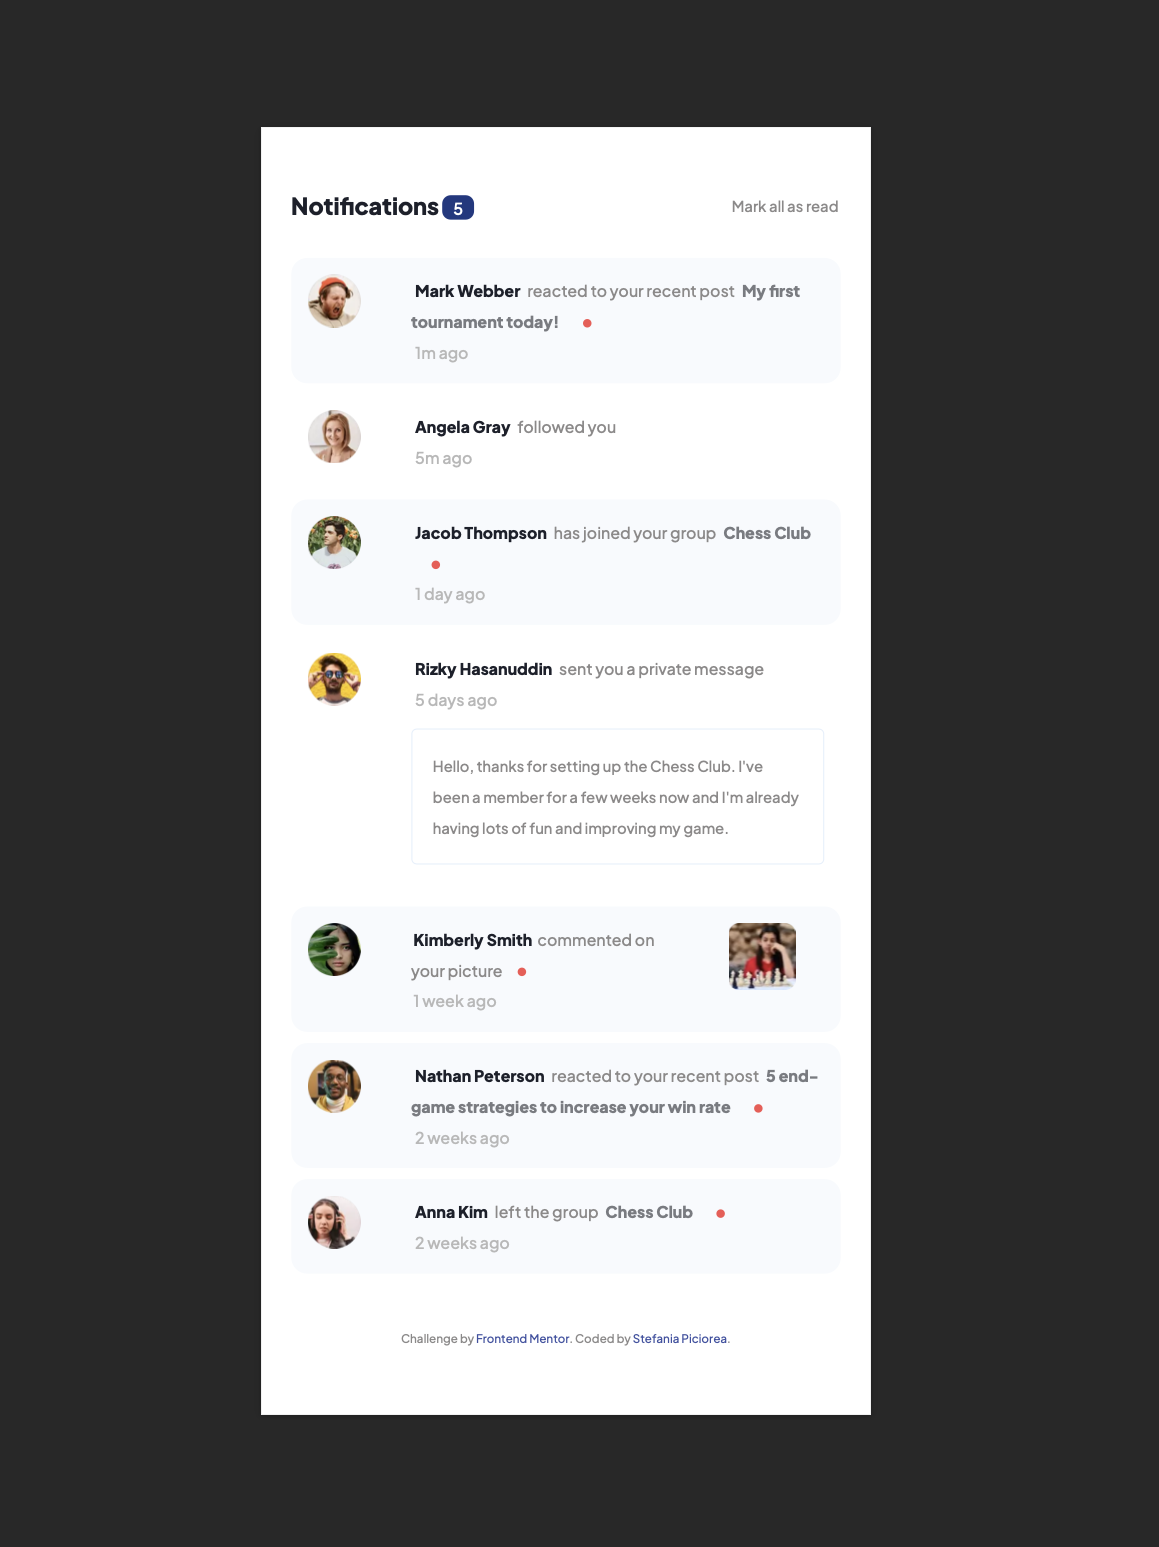 Notifications 5
Mark all as read
Mark Webber reacted to your recent post My first
tournament today!
1m ago
Angela Gray followed you
5m ago
Jacob Thompson has joined your group Chess Club
1 day ago
Rizky Hasanuddin sent you a private message
5 days ago
Hello, thanks for setting up the Chess Club. I've
been a member for a few weeks now and I'm already
having lots of fun and improving my game.
Kimberly Smith commented on
your picture
1 week ago
Nathan Peterson reacted to your recent post 5 end-
game strategies to increase your win rate
2 weeks ago
Anna Kim left the group Chess Club
2 weeks ago
Challenge by Frontend Mentor. Coded by Stefania Piciorea.